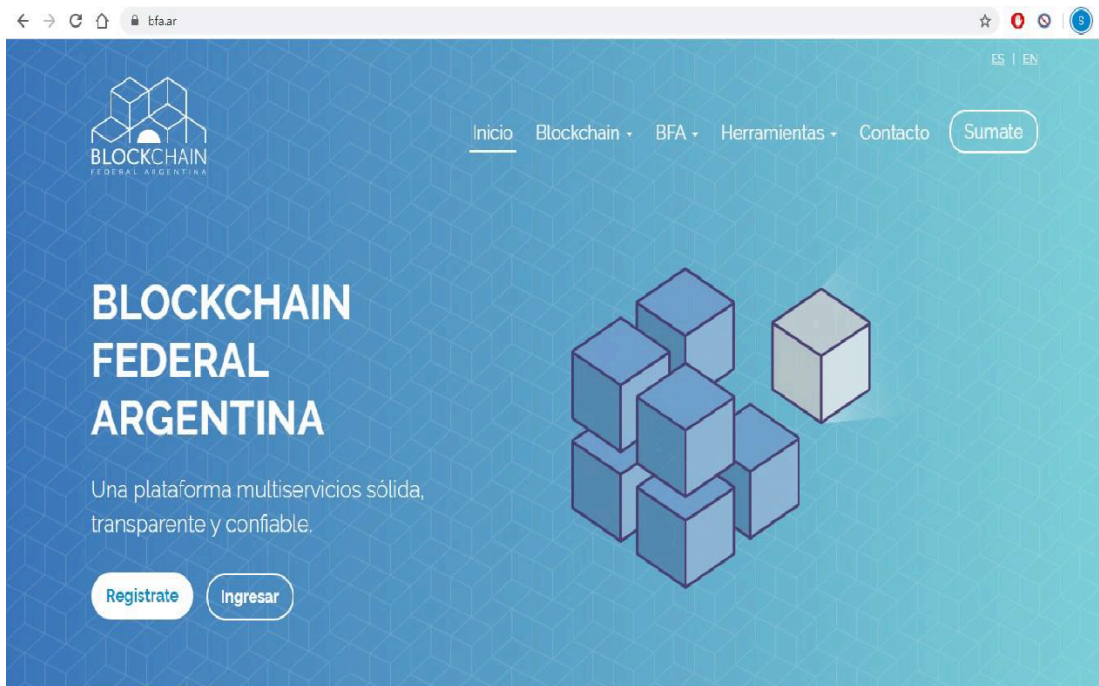 bfa.ar
S
ES | EN
BLOCKCHAIN
FEDERAL ARGENTINA
Inicio Blockchain BFA Herramientas Contacto Sumate
BLOCKCHAIN
FEDERAL
ARGENTINA
Una plataforma multiservicios sólida,
transparente y confiable.
Registrate Ingresar